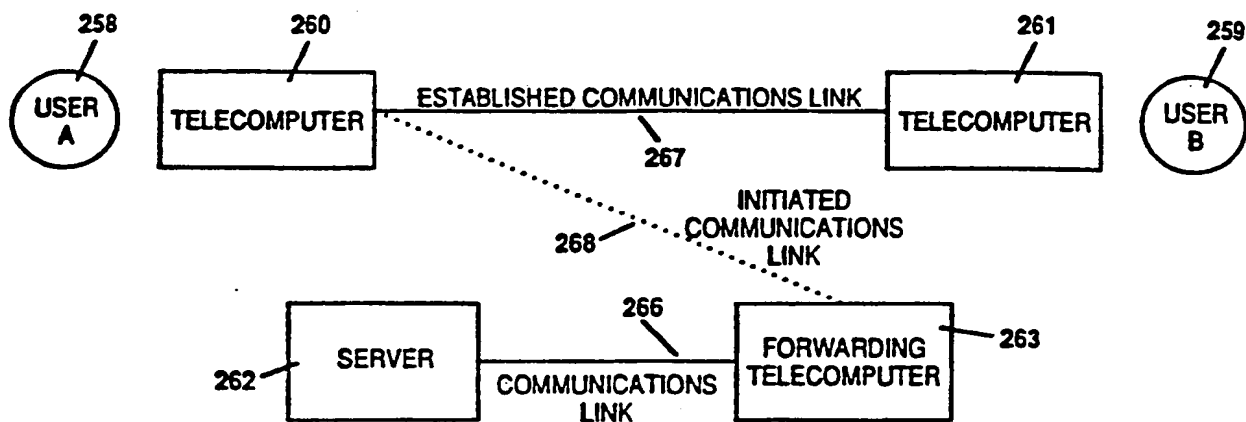 258
260
261
259
USER
A
TELECOMPUTER
ESTABLISHED COMMUNICATIONS LINK
TELECOMPUTER
USER
B
267
268
INITIATED
COMMUNICATIONS
LINK
262
SERVER
266
COMMUNICATIONS
LINK
FORWARDING
TELECOMPUTER
263